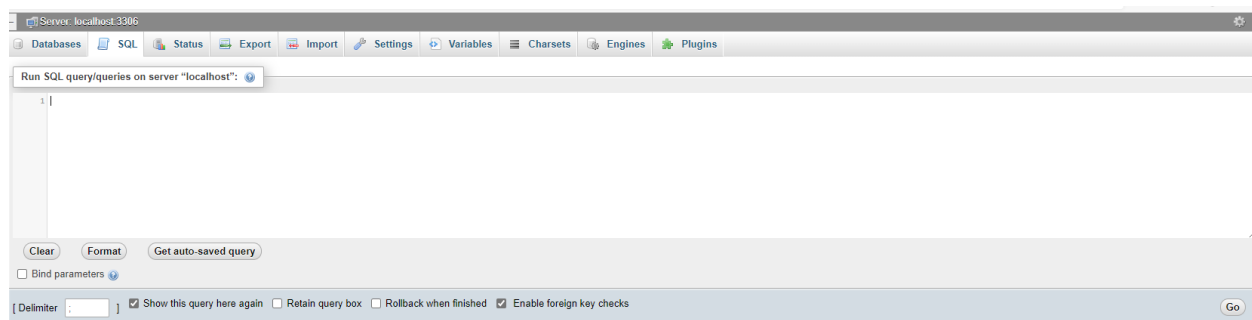 Server: localhost:3306
Databases SQL Status Export Import Settings Variables Charsets Engines Plugins
Run SQL query/queries on server “localhost”:
1
Clear Format Get auto-saved query
Bind parameters
[ Delimiter ; ] Show this query here again Retain query box Rollback when finished Enable foreign key checks Go